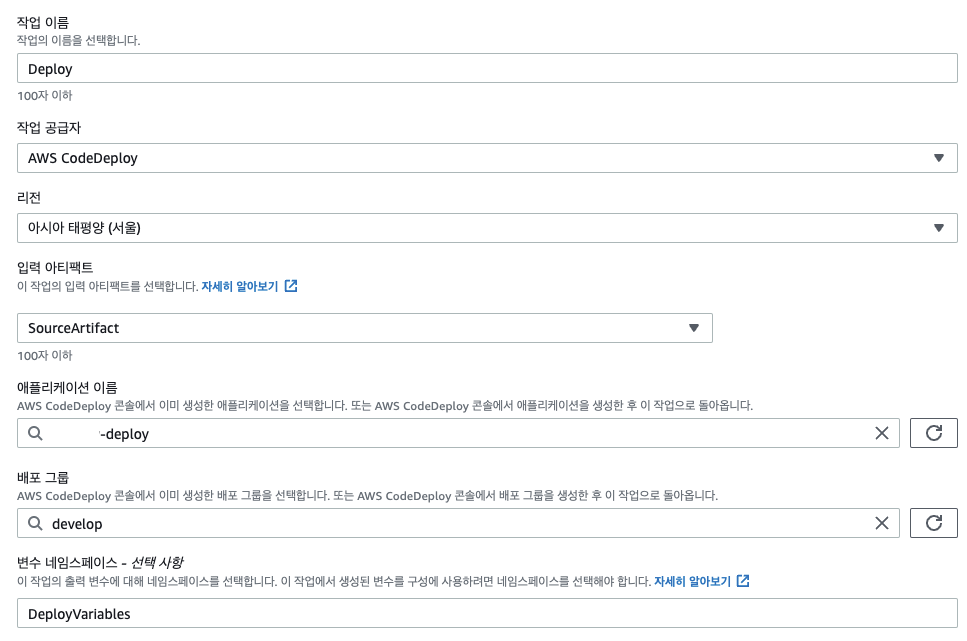 작업 이름
작업의 이름을 선택합니다.
Deploy
100자 이하
작업 공급자
AWS CodeDeploy
리전
아시아 태평양 (서울)
입력 아티팩트
이 작업의 입력 아티팩트를 선택합니다. 자세히 알아보기
SourceArtifact
100자 이하
애플리케이션 이름
AWS CodeDeploy 콘솔에서 이미 생성한 애플리케이션을 선택합니다. 또는 AWS CodeDeploy 콘솔에서 애플리케이션을 생성한 후 이 작업으로 돌아옵니다.
-deploy
배포 그룹
AWS CodeDeploy 콘솔에서 이미 생성한 배포 그룹을 선택합니다. 또는 AWS CodeDeploy 콘솔에서 배포 그룹을 생성한 후 이 작업으로 돌아옵니다.
develop
변수 네임스페이스 - 선택 사항
이 작업의 출력 변수에 대해 네임스페이스를 선택합니다. 이 작업에서 생성된 변수를 구성에 사용하려면 네임스페이스를 선택해야 합니다. 자세히 알아보기
DeployVariables